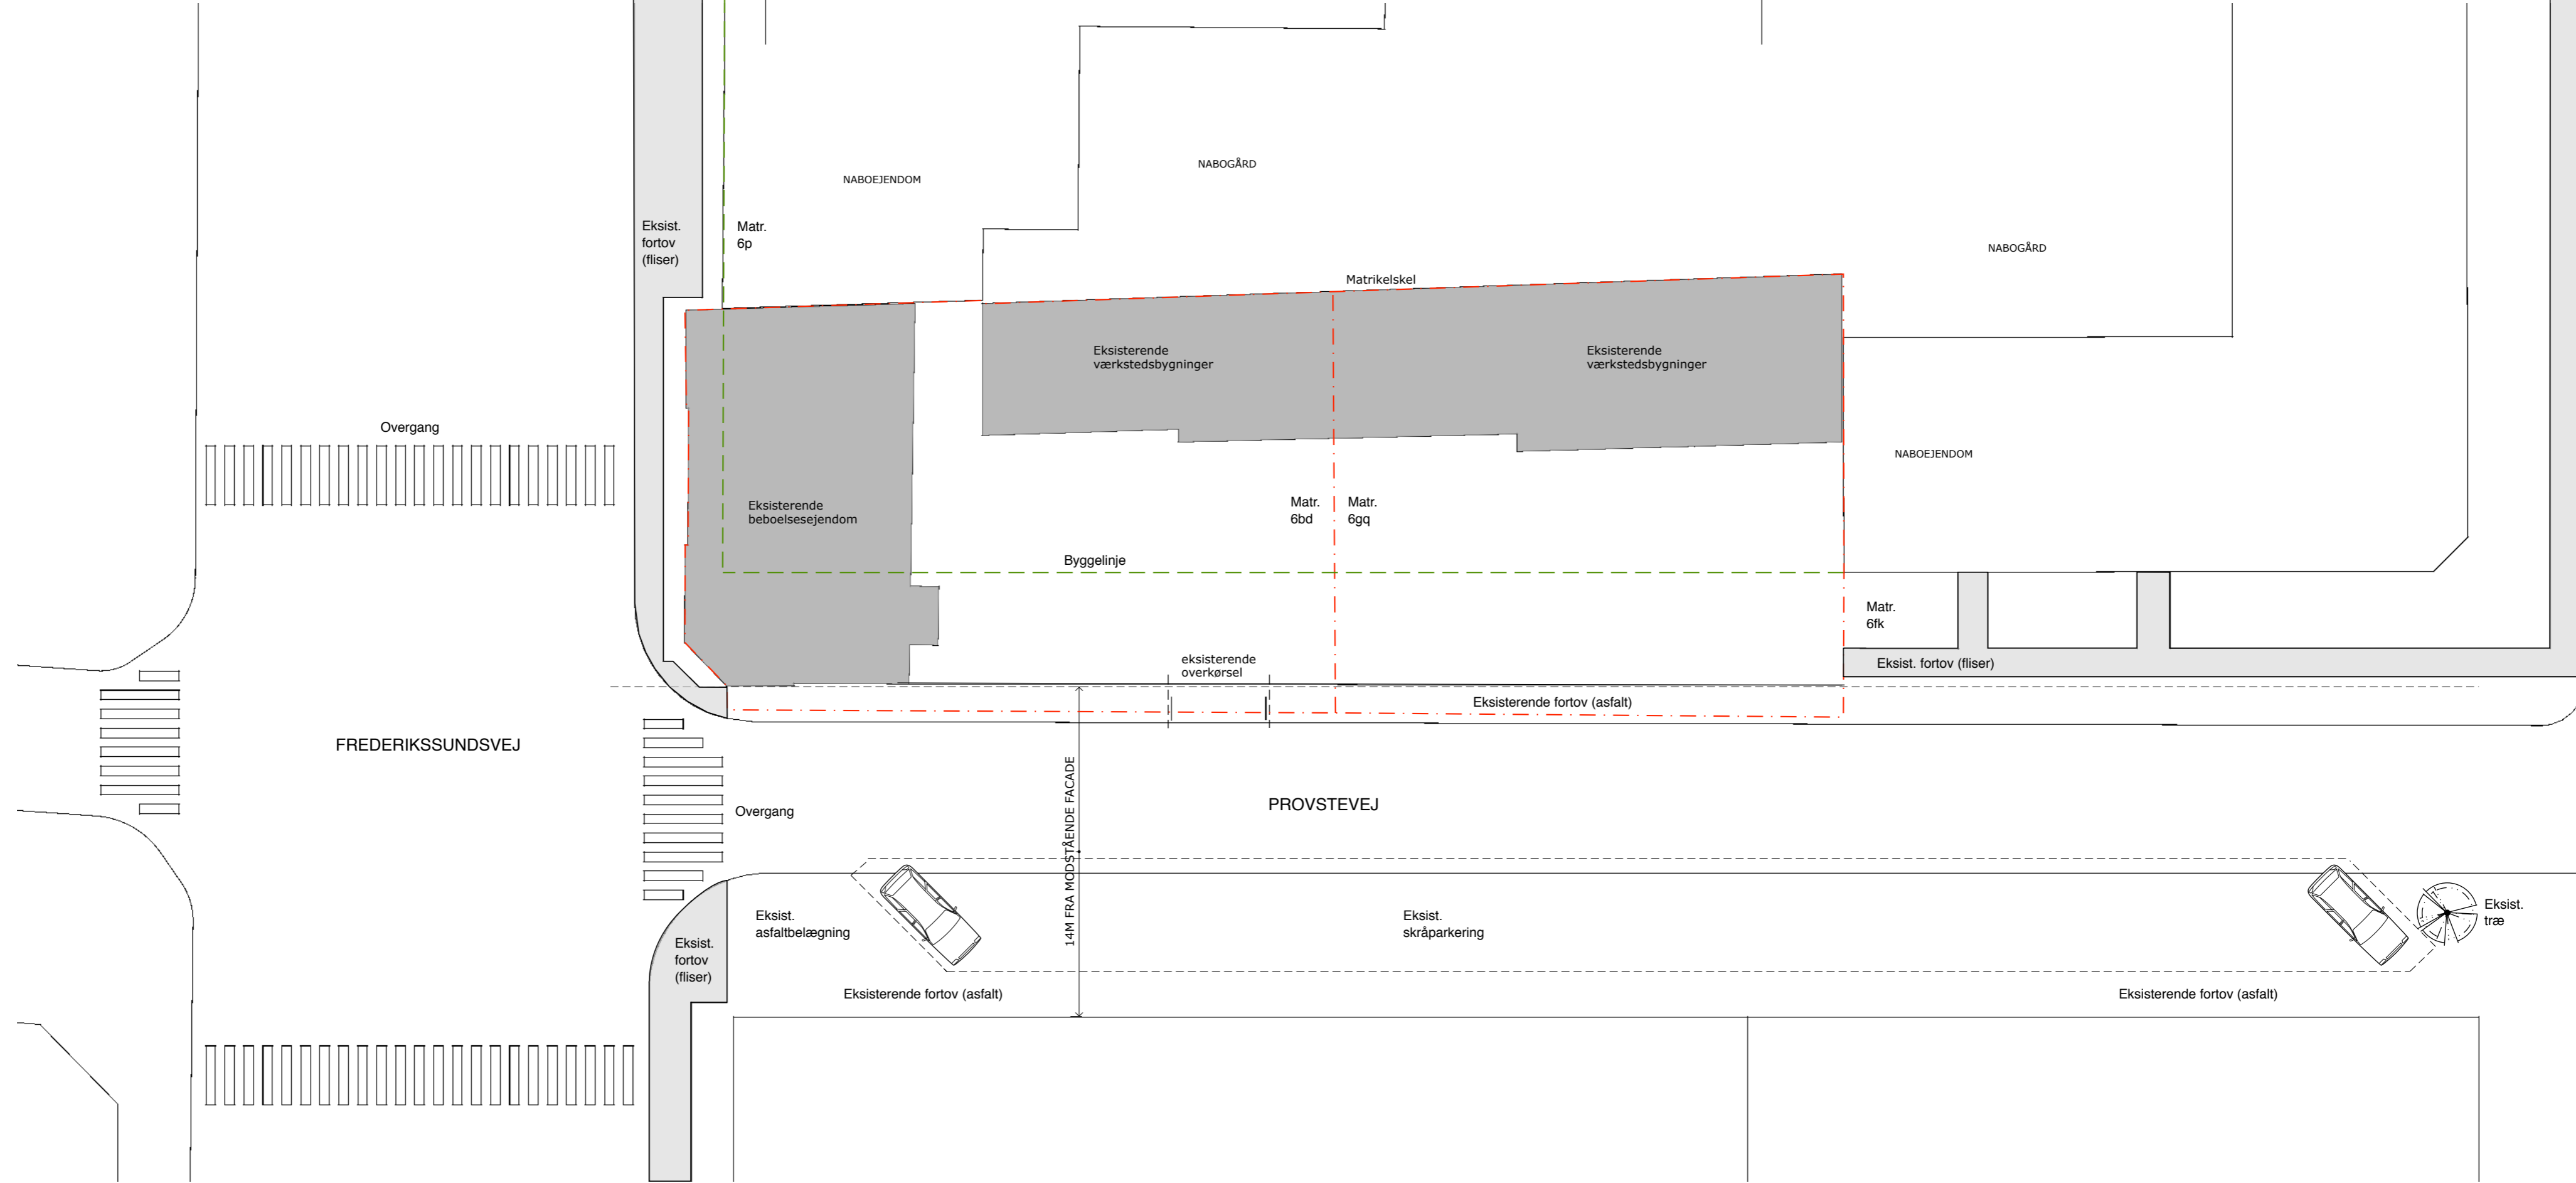 NABOGÅRD
NABOEJENDOM
Eksist.
fortov
(fliser)
Matr.
6p
NABOGÅRD
Matrikelskel
Eksisterende
værkstedsbygninger
Eksisterende
værkstedsbygninger
Overgang
NABOEJENDOM
Eksisterende
beboelsesejendom
Matr.
6bd
Matr.
6gq
Byggelinje
Matr.
6fk
eksisterende
overkørsel
Eksist. fortov (fliser)
Eksisterende fortov (asfalt)
FREDERIKSSUNDSVEJ
14M FRA MODSTÅENDE FACADE
PROVSTEVEJ
Overgang
Eksist.
asfaltbelægning
Eksist.
skråparkering
Eksist.
træ
Eksist.
fortov
(fliser)
Eksisterende fortov (asfalt)
Eksisterende fortov (asfalt)